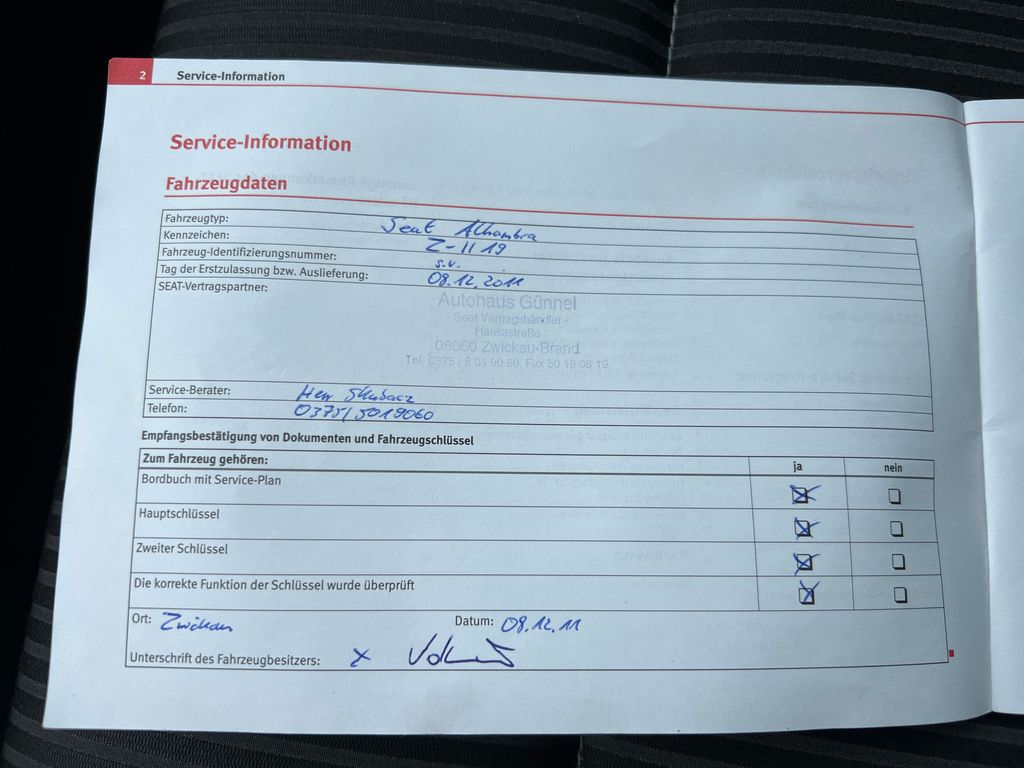 2 Service-Information
Service-Information
Fahrzeugdaten
Fahrzeugtyp: Seat Alhambra
Kennzeichen: Z-II 19
Fahrzeug-Identifizierungsnummer: s.v.
Tag der Erstzulassung bzw. Auslieferung: 08.12.2011
SEAT-Vertragspartner:
Autohaus Günnel
- Seat Vertragshändler -
Hansastraße
08060 Zwickau-Brand
Tel. 0375 / 5 01 90 60, Fax 50 19 06 19
Service-Berater: Herr
Telefon: 0375/5019060
Empfangsbestätigung von Dokumenten und Fahrzeugschlüssel
Zum Fahrzeug gehören: ja nein
Bordbuch mit Service-Plan
Hauptschlüssel
Zweiter Schlüssel
Die korrekte Funktion der Schlüssel wurde überprüft
Ort: Zwickau Datum: 08.12.11
Unterschrift des Fahrzeugbesitzers: x